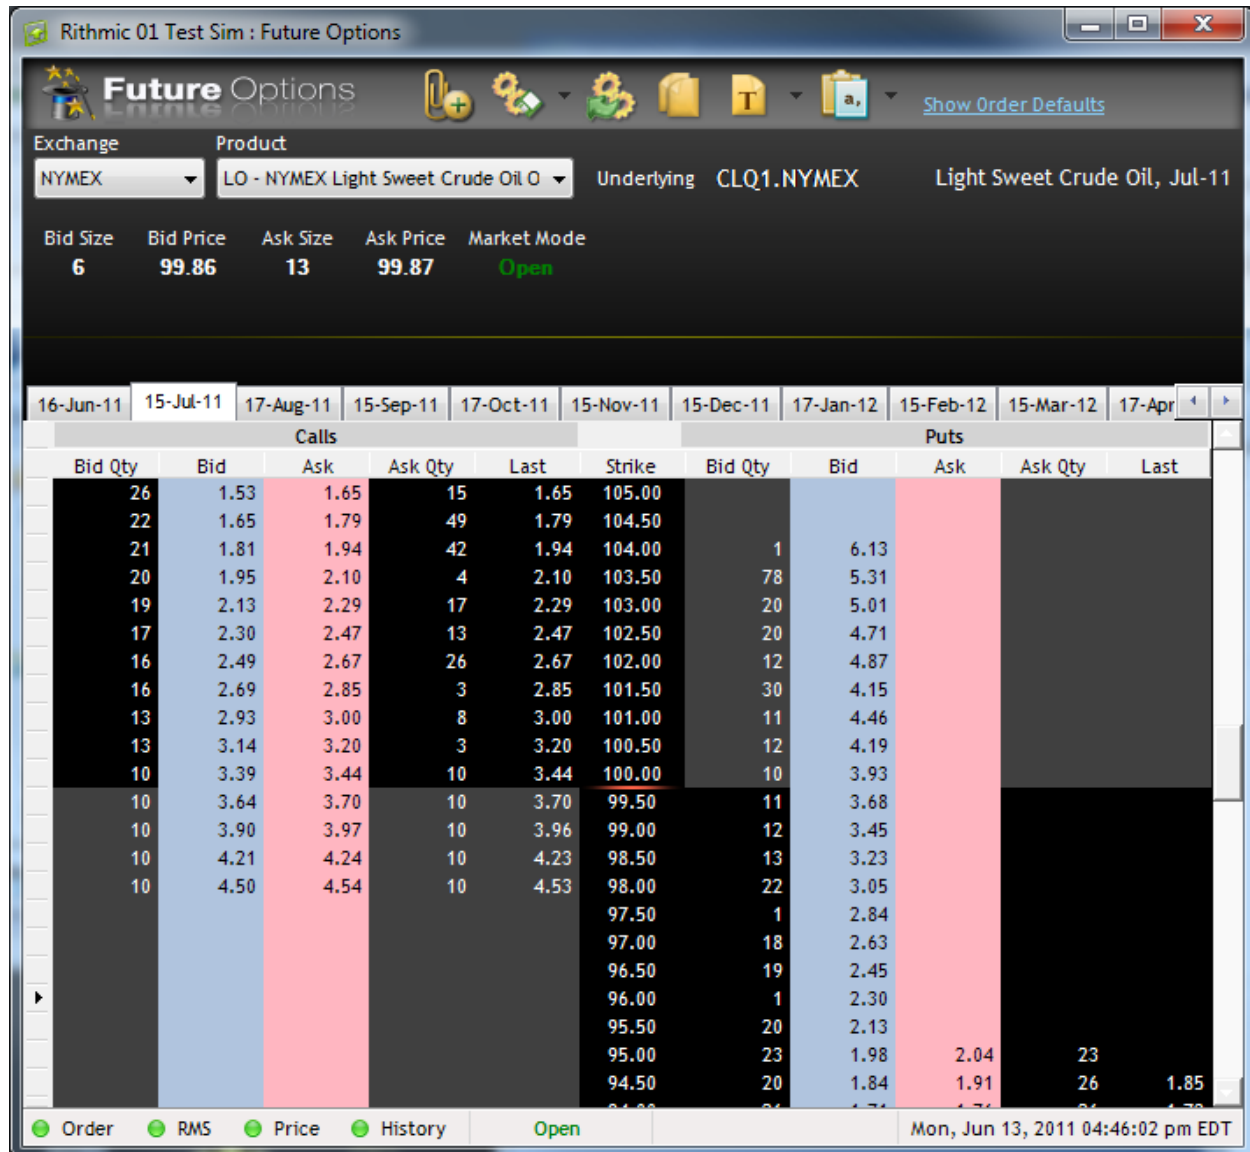 Rithmic 01 Test Sim : Future Options
Future Options T a, Show Order Defaults
Exchange Product
NYMEX LO - NYMEX Light Sweet Crude Oil O Underlying CLQ1.NYMEX Light Sweet Crude Oil, Jul-11
Bid Size Bid Price Ask Size Ask Price Market Mode
6 99.86 13 99.87 Open
16-Jun-11 15-Jul-11 17-Aug-11 15-Sep-11 17-Oct-11 15-Nov-11 15-Dec-11 17-Jan-12 15-Feb-12 15-Mar-12 17-Apr
Calls Puts
Bid Qty Bid Ask Ask Qty Last Strike Bid Qty Bid Ask Ask Qty Last
26 1.53 1.65 15 1.65 105.00
22 1.65 1.79 49 1.79 104.50
21 1.81 1.94 42 1.94 104.00 1 6.13
20 1.95 2.10 4 2.10 103.50 78 5.31
19 2.13 2.29 17 2.29 103.00 20 5.01
17 2.30 2.47 13 2.47 102.50 20 4.71
16 2.49 2.67 26 2.67 102.00 12 4.87
16 2.69 2.85 3 2.85 101.50 30 4.15
13 2.93 3.00 8 3.00 101.00 11 4.46
13 3.14 3.20 3 3.20 100.50 12 4.19
10 3.39 3.44 10 3.44 100.00 10 3.93
10 3.64 3.70 10 3.70 99.50 11 3.68
10 3.90 3.97 10 3.96 99.00 12 3.45
10 4.21 4.24 10 4.23 98.50 13 3.23
10 4.50 4.54 10 4.53 98.00 22 3.05
97.50 1 2.84
97.00 18 2.63
96.50 19 2.45
96.00 1 2.30
95.50 20 2.13
95.00 23 1.98 2.04 23
94.50 20 1.84 1.91 26 1.85
Order RMS Price History Open Mon, Jun 13, 2011 04:46:02 pm EDT